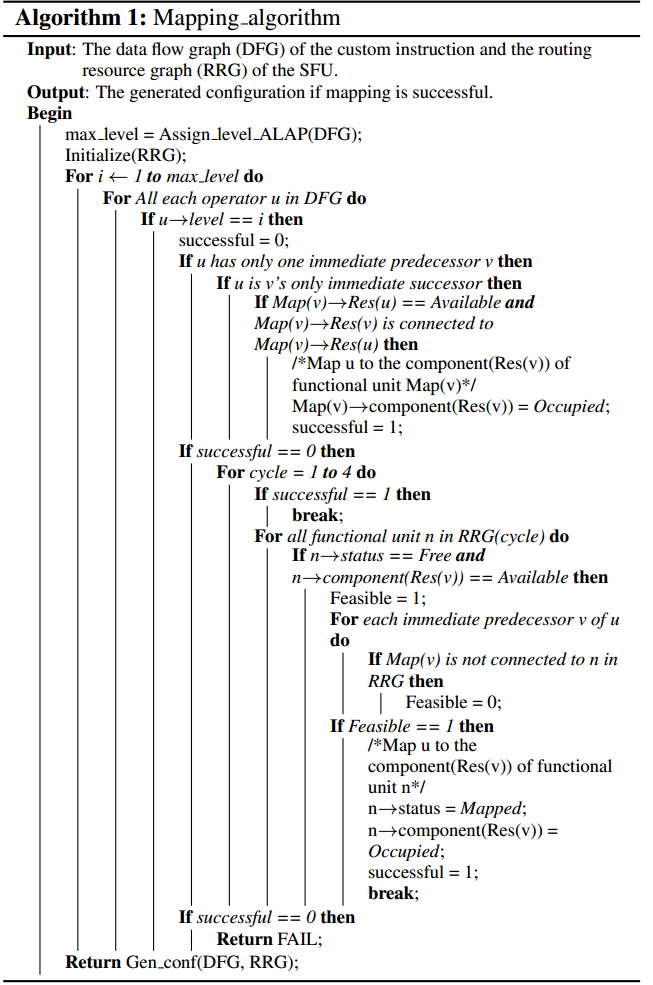 Algorithm 1: Mapping_algorithm
Input: The data flow graph (DFG) of the custom instruction and the routing
resource graph (RRG) of the SFU.
Output: The generated configuration if mapping is successful.
Begin
max_level = Assign_level_ALAP(DFG);
Initialize(RRG);
For i ← 1 to max_level do
For All each operator u in DFG do
If u→level == i then
successful = 0;
If u has only one immediate predecessor v then
If u is v's only immediate successor then
If Map(v)→Res(u) == Available and
Map(v)→Res(v) is connected to
Map(v)→Res(u) then
/*Map u to the component(Res(v)) of
functional unit Map(v)*/
Map(v)→component(Res(v)) = Occupied;
successful = 1;
If successful == 0 then
For cycle = 1 to 4 do
If successful == 1 then
break;
For all functional unit n in RRG(cycle) do
If n→status == Free and
n→component(Res(v)) == Available then
Feasible = 1;
For each immediate predecessor v of u
do
If Map(v) is not connected to n in
RRG then
Feasible = 0;
If Feasible == 1 then
/*Map u to the
component(Res(v)) of functional
unit n*/
n→status = Mapped;
n→component(Res(v)) =
Occupied;
successful = 1;
break;
If successful == 0 then
Return FAIL;
Return Gen_conf(DFG, RRG);